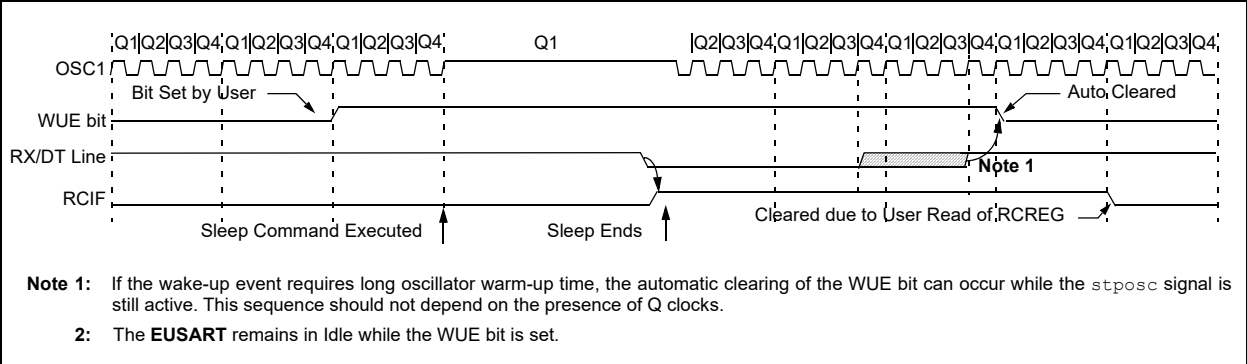 Q1|Q2|Q3|Q4|Q1|Q2|Q3|Q4|Q1|Q2|Q3|Q4 Q1 |Q2|Q3|Q4|Q1|Q2|Q3|Q4|Q1|Q2|Q3|Q4|Q1|Q2|Q3|Q4|Q1|Q2|Q3|Q4
OSC1
Bit Set by User Auto Cleared
WUE bit
RX/DT Line Note 1
RCIF
Cleared due to User Read of RCREG
Sleep Command Executed Sleep Ends
Note 1: If the wake-up event requires long oscillator warm-up time, the automatic clearing of the WUE bit can occur while the stposc signal is
still active. This sequence should not depend on the presence of Q clocks.
2: The EUSART remains in Idle while the WUE bit is set.